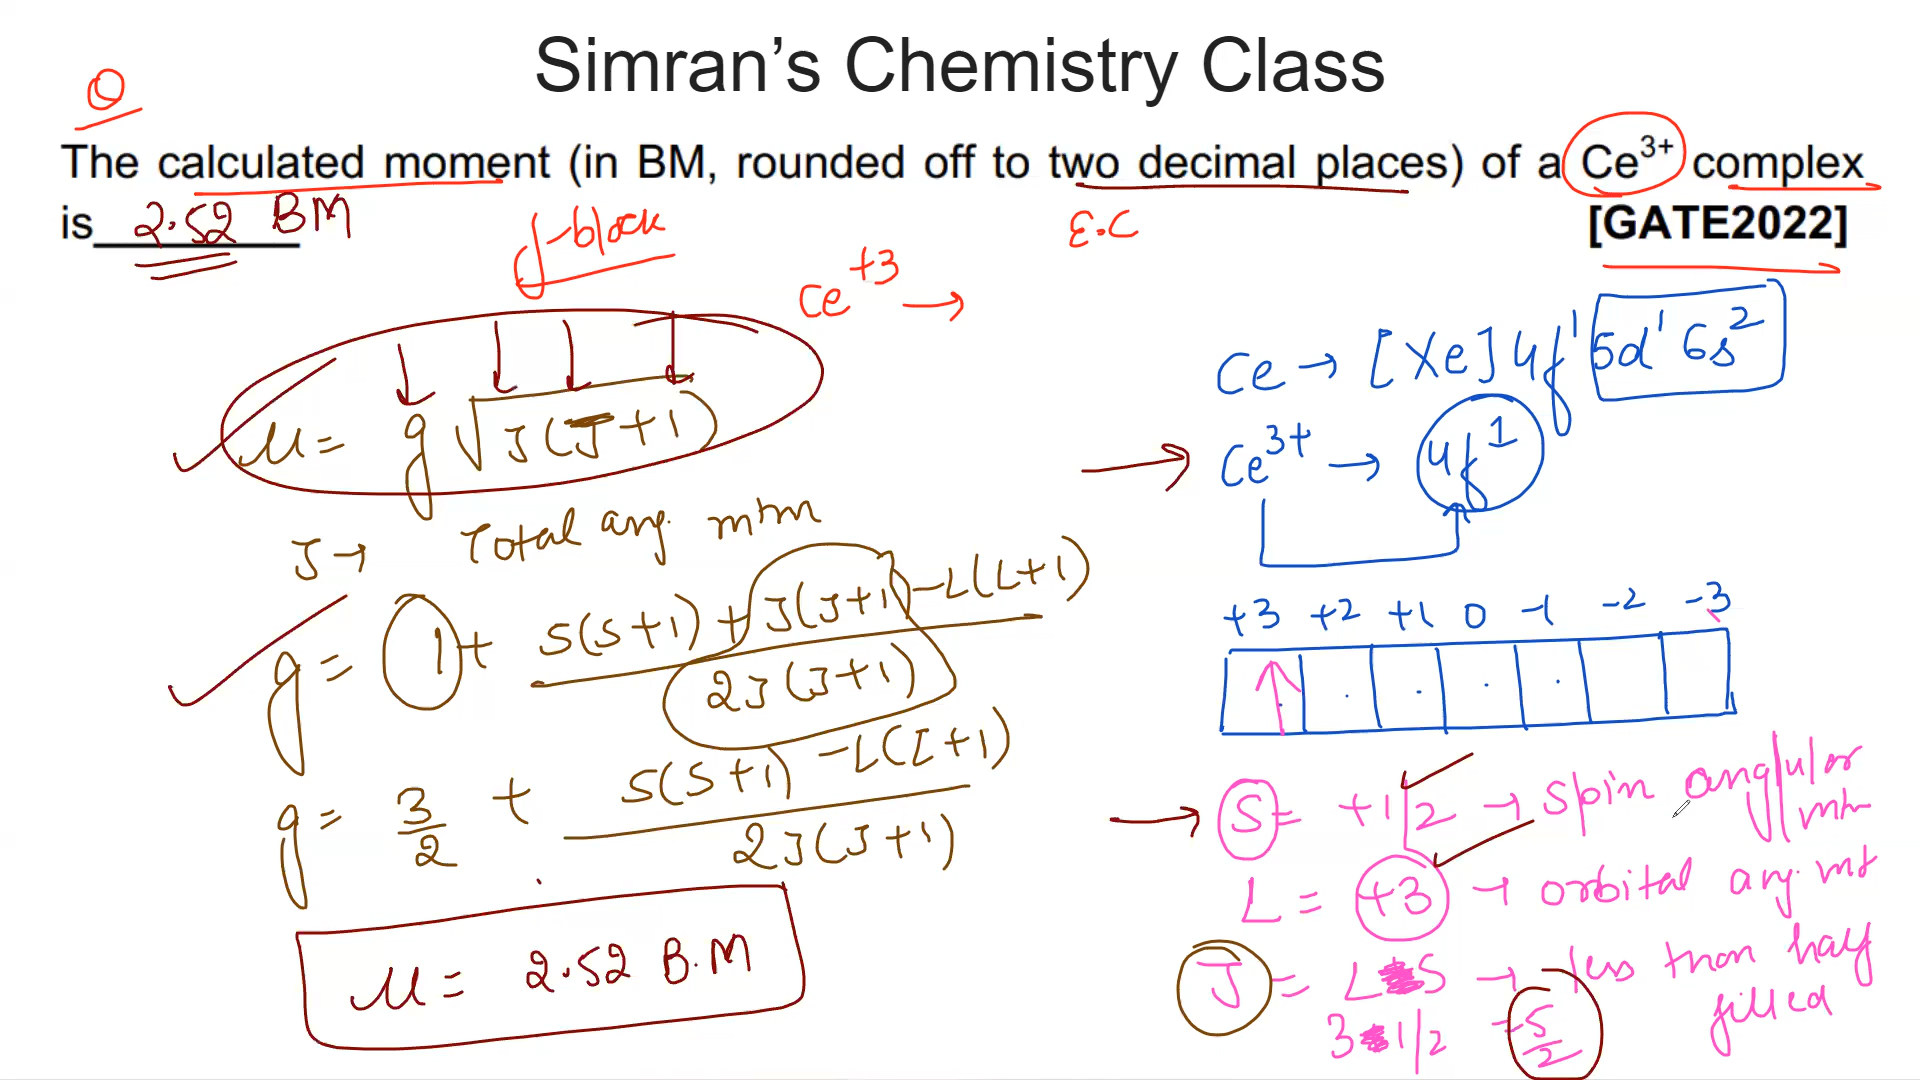 Simran’s Chemistry Class
Q
The calculated moment (in BM, rounded off to two decimal places) of a Ce³⁺ complex
is 2.52 BM [GATE2022]
f-block
E.C
Ce⁺³ →
μ = g √J(J+1)
J → Total ang. mtm
g = 1 + S(S+1) + J(J+1) - L(L+1) / 2J(J+1)
g = 3/2 + S(S+1) - L(L+1) / 2J(J+1)
μ = 2.52 B.M
Ce → [Xe] 4f¹ 5d¹ 6s²
Ce³⁺ → 4f¹
+3 +2 +1 0 -1 -2 -3
S = +1/2 → Spin angular mtm
L = +3 → orbital ang. mt
J = L S → less than half filled
3 1/2 = 5/2